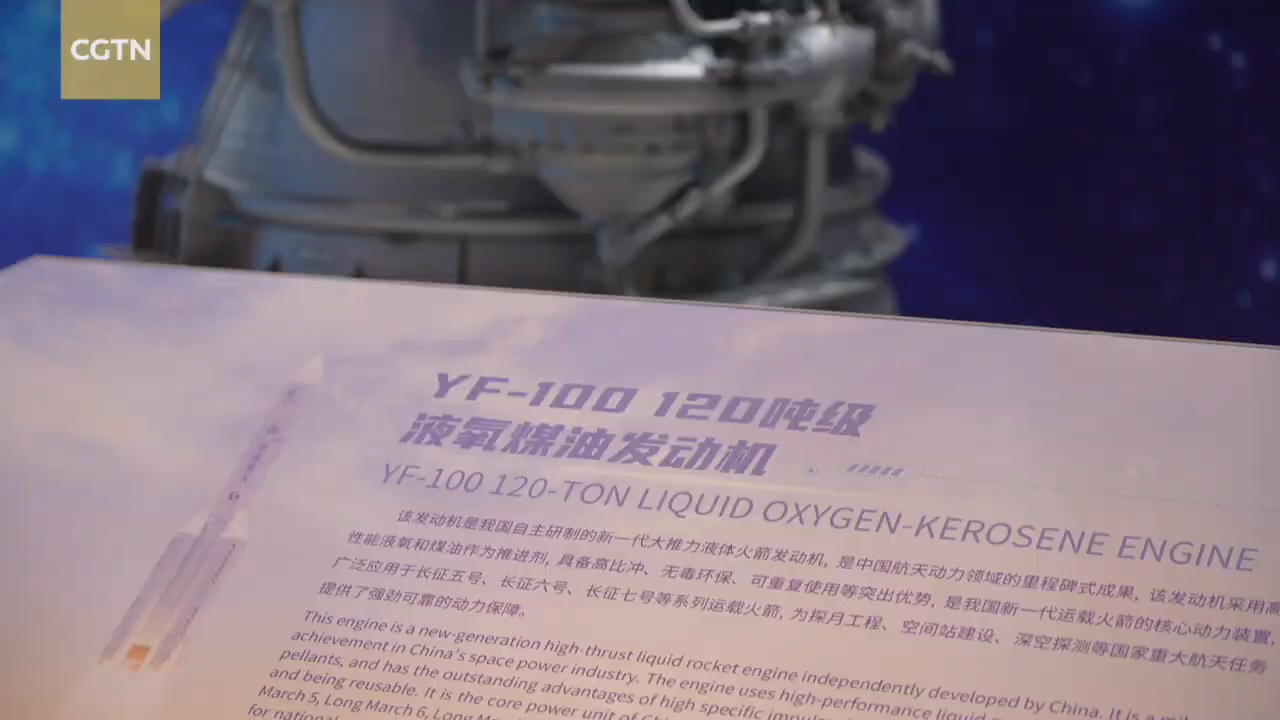 CGTN
YF-100 120吨级
液氧煤油发动机
YF-100 120-TON LIQUID OXYGEN-KEROSENE ENGINE
该发动机是我国自主研制的新一代大推力液体火箭发动机, 是中国航天动力领域的里程碑式成果, 该发动机采用高
性能液氧和煤油作为推进剂, 具备高比冲、无毒环保、可重复使用等突出优势, 是我国新一代运载火箭的核心动力装置,
广泛应用于长征五号、长征六号、长征七号等系列运载火箭, 为探月工程、空间站建设、深空探测等国家重大航天任务
提供了强劲可靠的动力保障。
This engine is a new-generation high-thrust liquid rocket engine independently developed by China. It is a
achievement in China's space power industry. The engine uses high-performance liquid
pellants, and has the outstanding advantages of high specific
and being reusable. It is the core power unit of
March 5, Long March 6, Long
for national